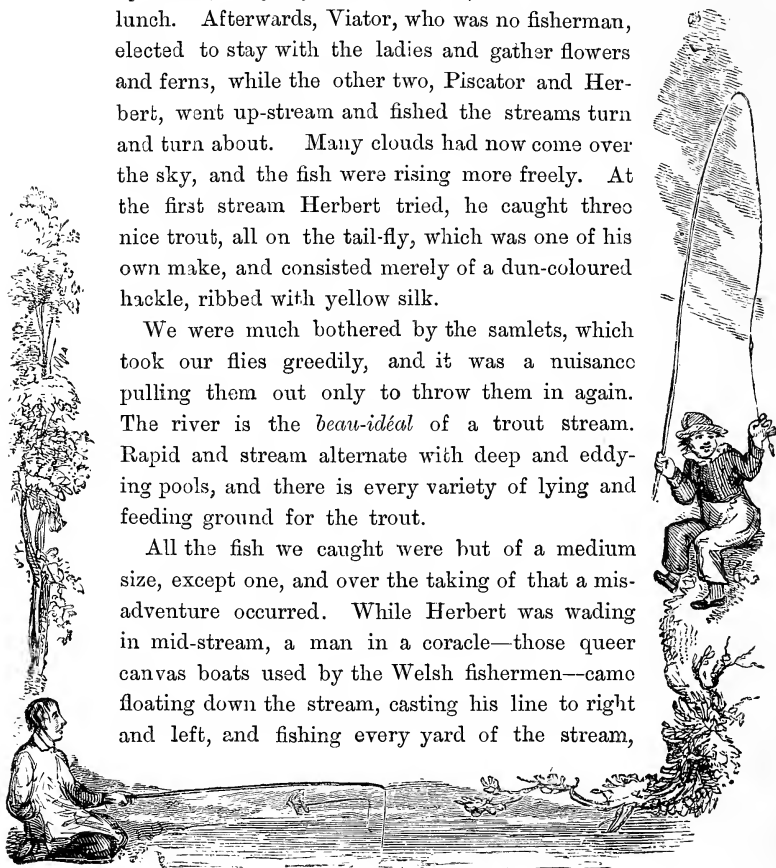 lunch. Afterwards, Viator, who was no fisherman,
elected to stay with the ladies and gather flowers
and ferns, while the other two, Piscator and Her-
bert, went up-stream and fished the streams turn
and turn about. Many clouds had now come over
the sky, and the fish were rising more freely. At
the first stream Herbert tried, he caught three
nice trout, all on the tail-fly, which was one of his
own make, and consisted merely of a dun-coloured
hackle, ribbed with yellow silk.
We were much bothered by the samlets, which
took our flies greedily, and it was a nuisance
pulling them out only to throw them in again.
The river is the beau-idéal of a trout stream.
Rapid and stream alternate with deep and eddy-
ing pools, and there is every variety of lying and
feeding ground for the trout.
All the fish we caught were but of a medium
size, except one, and over the taking of that a mis-
adventure occurred. While Herbert was wading
in mid-stream, a man in a coracle—those queer
canvas boats used by the Welsh fishermen—came
floating down the stream, casting his line to right
and left, and fishing every yard of the stream,